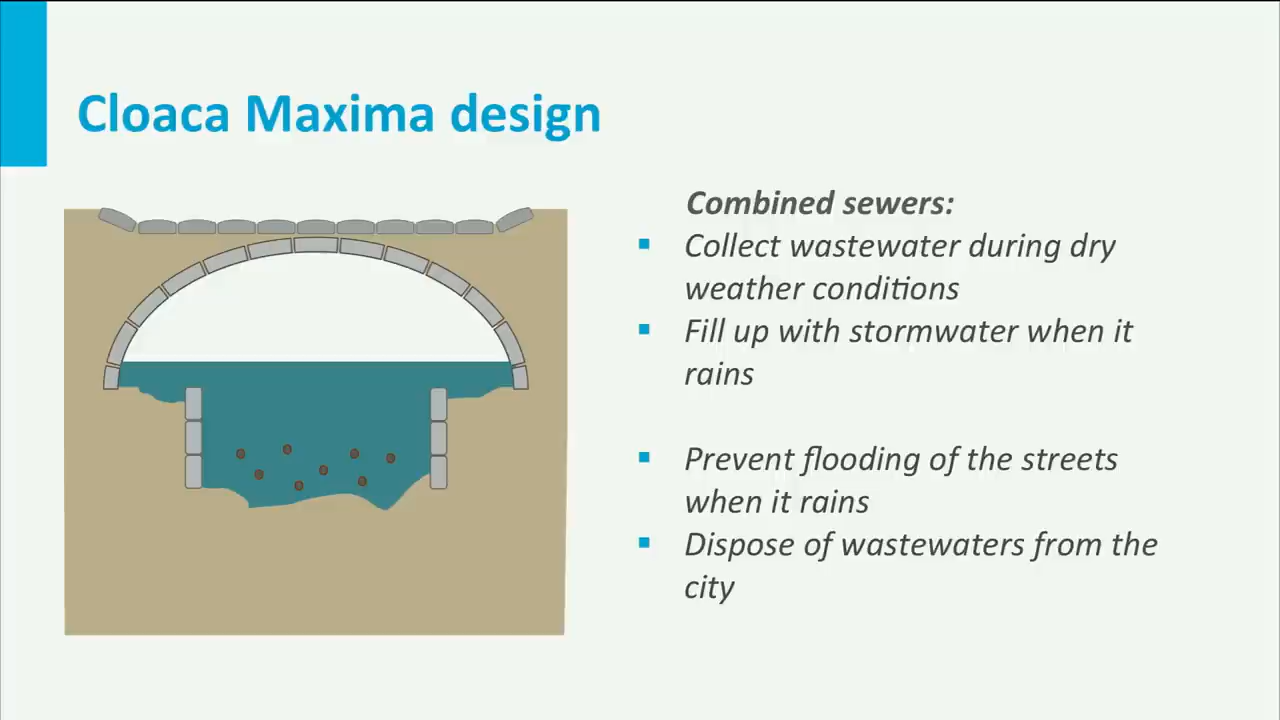 Cloaca Maxima design
Combined sewers:
Collect wastewater during dry
weather conditions
Fill up with stormwater when it
rains
Prevent flooding of the streets
when it rains
Dispose of wastewaters from the
city